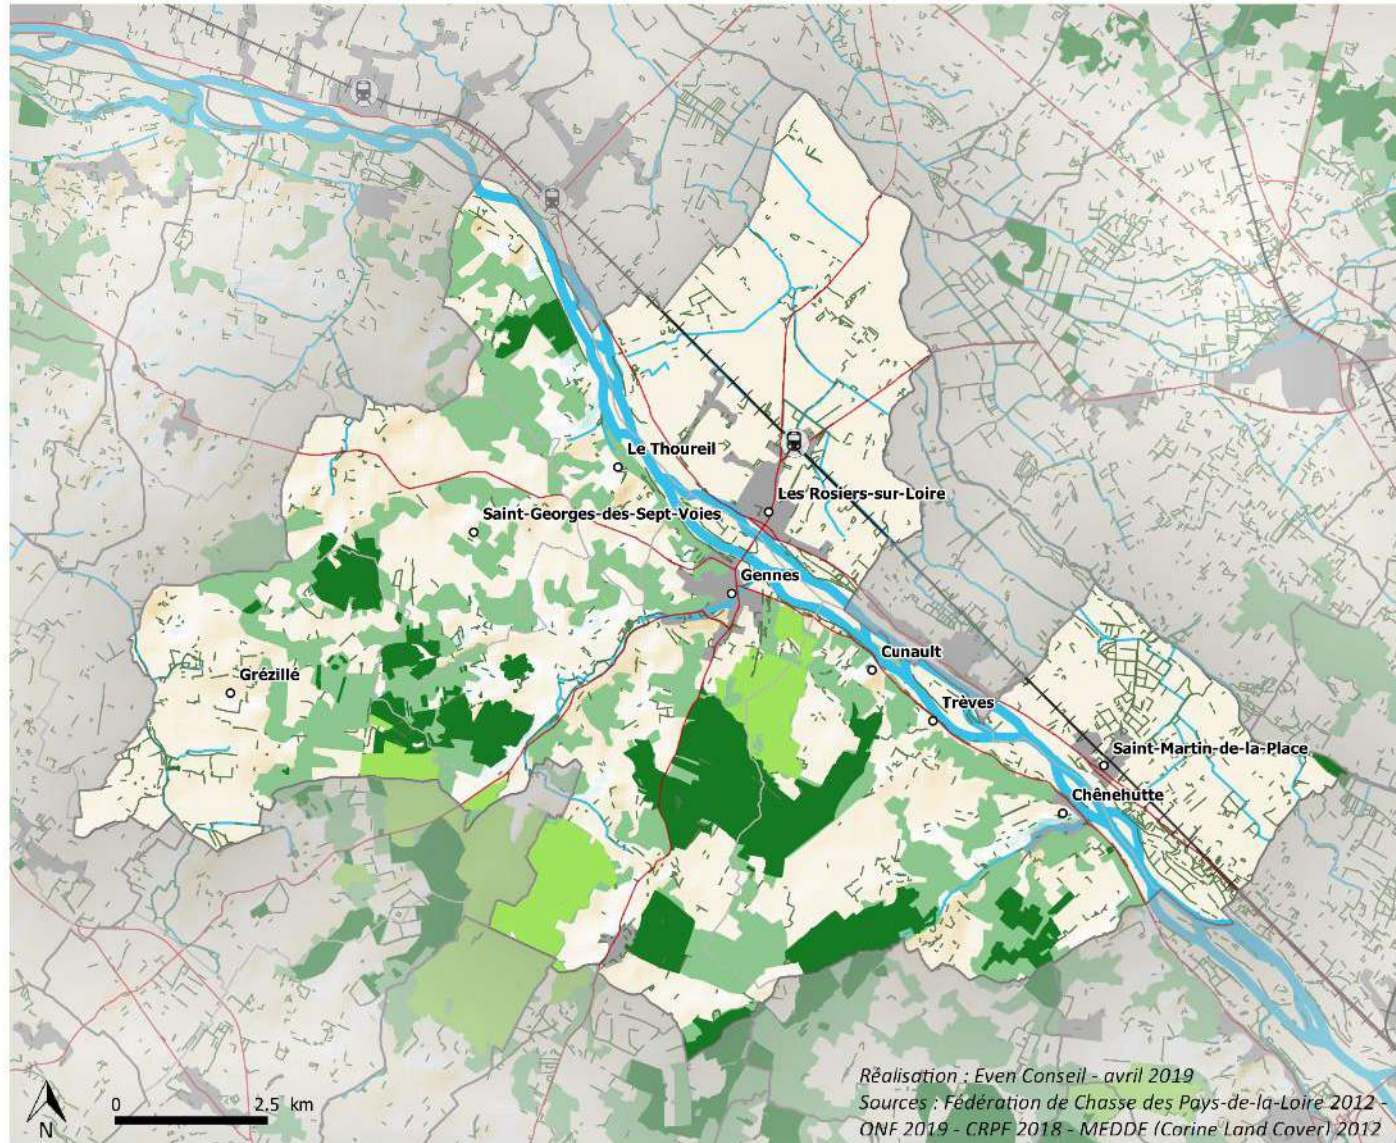 Le Thoureil
Les Rosiers-sur-Loire
Saint-Georges-des-Sept-Voies
Gennes
Cunault
Grézillé
Trèves
Saint-Martin-de-la-Place
Chênehutte
Réalisation : Even Conseil - avril 2019
0 2.5 km
Sources : Fédération de Chasse des Pays-de-la-Loire 2012 -
N
ONF 2019 - CRPF 2018 - MEDDE (Corine Land Cover) 2012